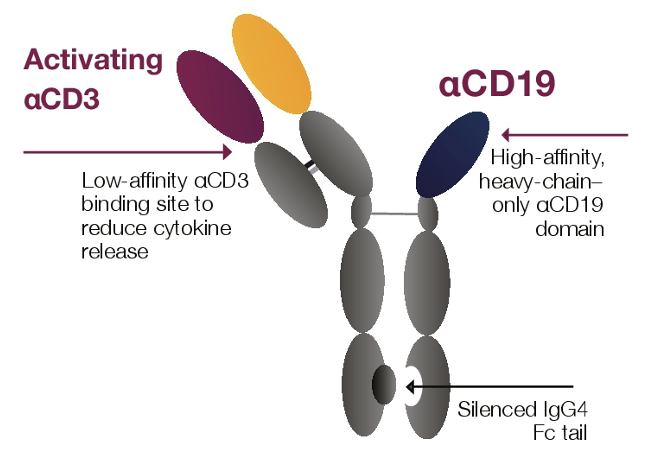 Activating
αCD3
αCD19
Low-affinity αCD3
binding site to
reduce cytokine
release
High-affinity,
heavy-chain–
only αCD19
domain
Silenced IgG4
Fc tail